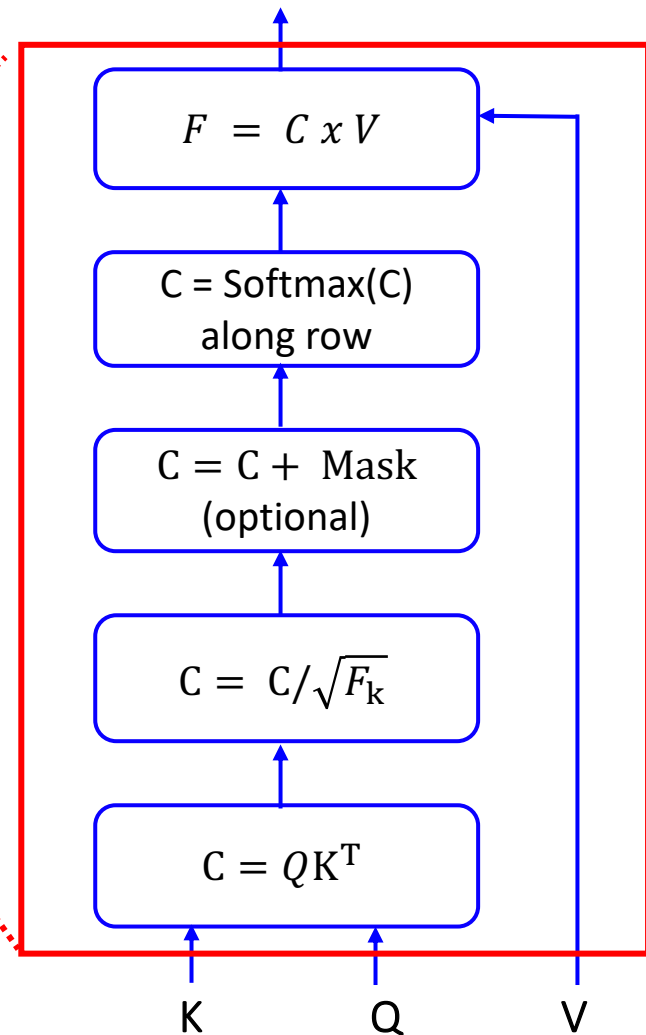 F = C x V
C = Softmax(C)
along row
C = C + Mask
(optional)
C = C/√F_k
C = QK^T
K Q V